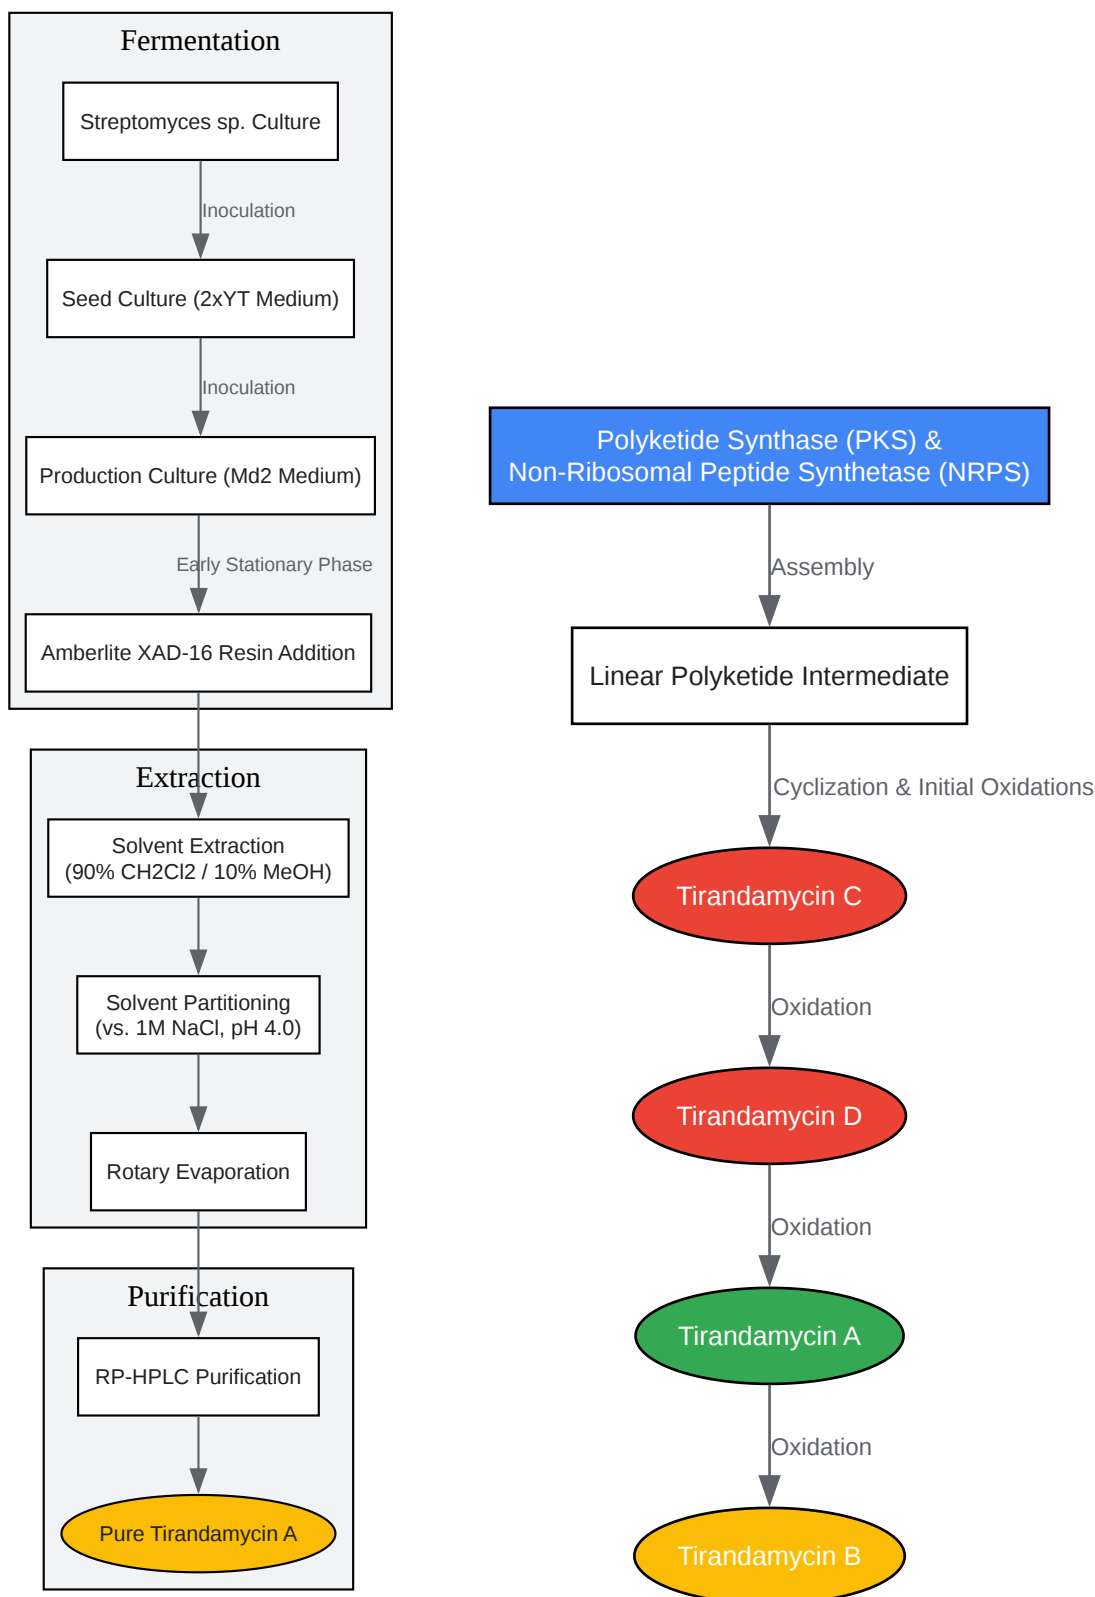 Fermentation
Streptomyces sp. Culture
Inoculation
Seed Culture (2xYT Medium)
Inoculation
Production Culture (Md2 Medium)
Early Stationary Phase
Amberlite XAD-16 Resin Addition
Extraction
Solvent Extraction
(90% CH2Cl2 / 10% MeOH)
Solvent Partitioning
(vs. 1M NaCl, pH 4.0)
Rotary Evaporation
Purification
RP-HPLC Purification
Pure Tirandamycin A
Polyketide Synthase (PKS) &
Non-Ribosomal Peptide Synthetase (NRPS)
Assembly
Linear Polyketide Intermediate
Cyclization & Initial Oxidations
Tirandamycin C
Oxidation
Tirandamycin D
Oxidation
Tirandamycin A
Oxidation
Tirandamycin B